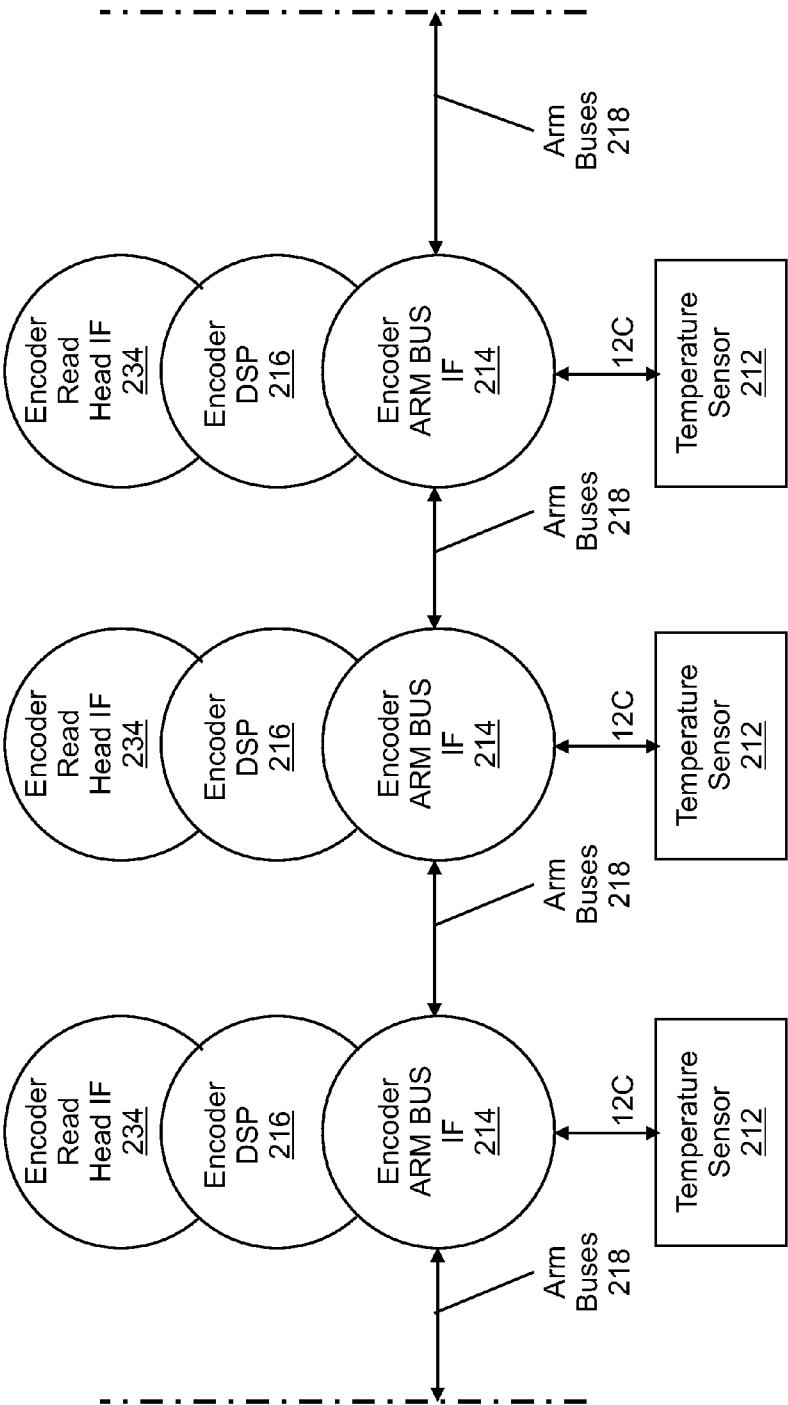 Encoder
Read
Head IF
234
Encoder
Read
Head IF
234
Encoder
Read
Head IF
234
Encoder
DSP
216
Encoder
DSP
216
Encoder
DSP
216
Encoder
ARM BUS
IF
214
Encoder
ARM BUS
IF
214
Encoder
ARM BUS
IF
214
Arm
Buses
218
Arm
Buses
218
Arm
Buses
218
Arm
Buses
218
12C
12C
12C
Temperature
Sensor
212
Temperature
Sensor
212
Temperature
Sensor
212